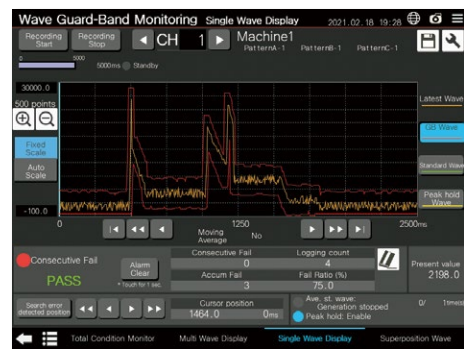 Wave Guard-Band Monitoring Single Wave Display 2021.02.18 19:28
Recording Start
Recording Stop
CH 1
Machine1
PatternA-1 PatternB-1 PatternC-1
0 5000
5000ms Standby
30000.0
500 points
Fixed Scale
Auto Scale
-100.0
Latest Wave
GB Wave
Standard Wave
Peak hold Wave
0 1250 2500ms
Moving Average No
Consecutive Fail
PASS
Alarm Clear
* Touch for 1 sec.
Consecutive Fail
0
Logging count
4
Accum Fail
3
Fail Ratio (%)
75.0
Present value
2198.0
Search error detected position
Cursor position
1464.0 0ms
Ave. st. wave:
Generation stopped
Peak hold: Enable
0/ 1times
Total Condition Monitor Multi Wave Display Single Wave Display Superposition Wave